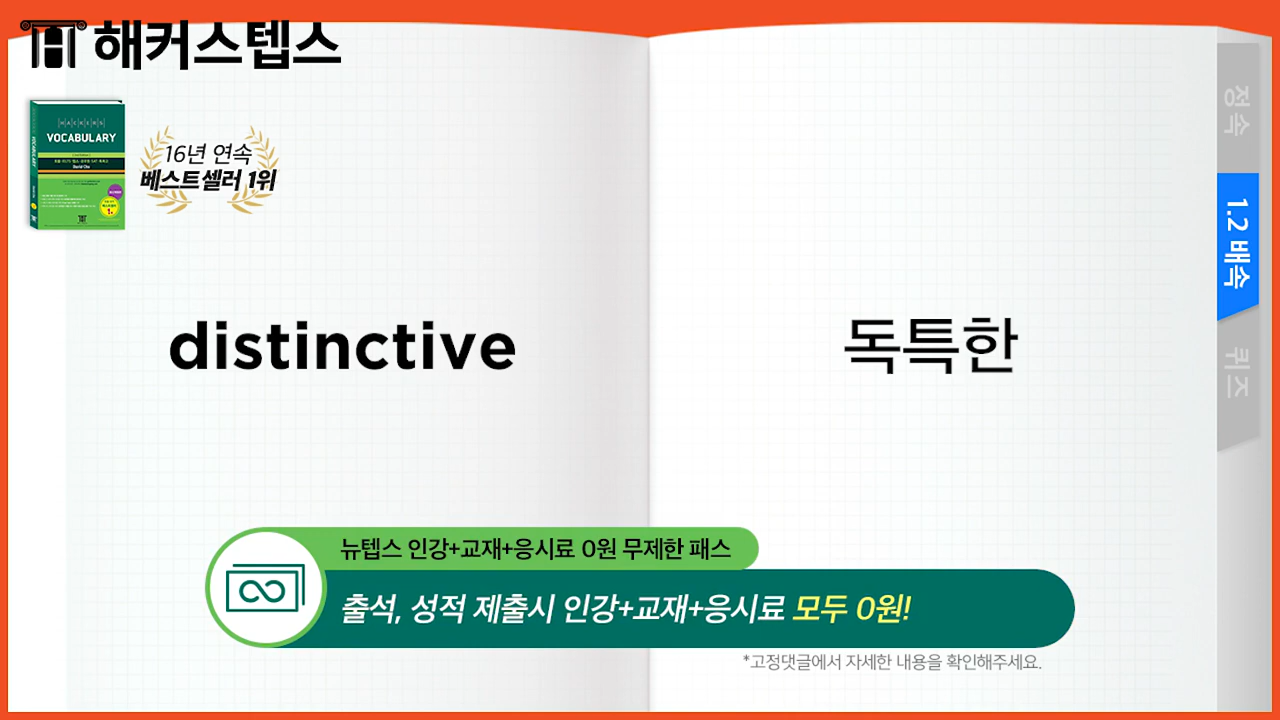 해커스텝스
HACKERS
VOCABULARY
16년 연속
베스트셀러 1위
정속
1.2 배속
퀴즈
distinctive
독특한
뉴텝스 인강+교재+응시료 0원 무제한 패스
출석, 성적 제출시 인강+교재+응시료 모두 0원!
*고정댓글에서 자세한 내용을 확인해주세요.